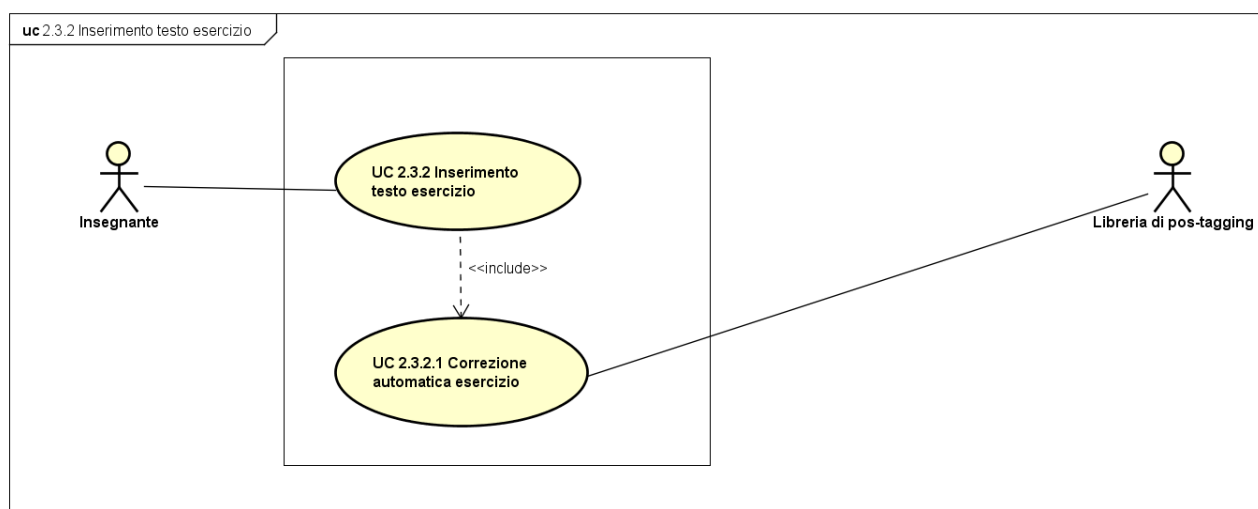 uc 2.3.2 Inserimento testo esercizio
UC 2.3.2 Inserimento
testo esercizio
Insegnante
Libreria di pos-tagging
<<include>>
UC 2.3.2.1 Correzione
automatica esercizio